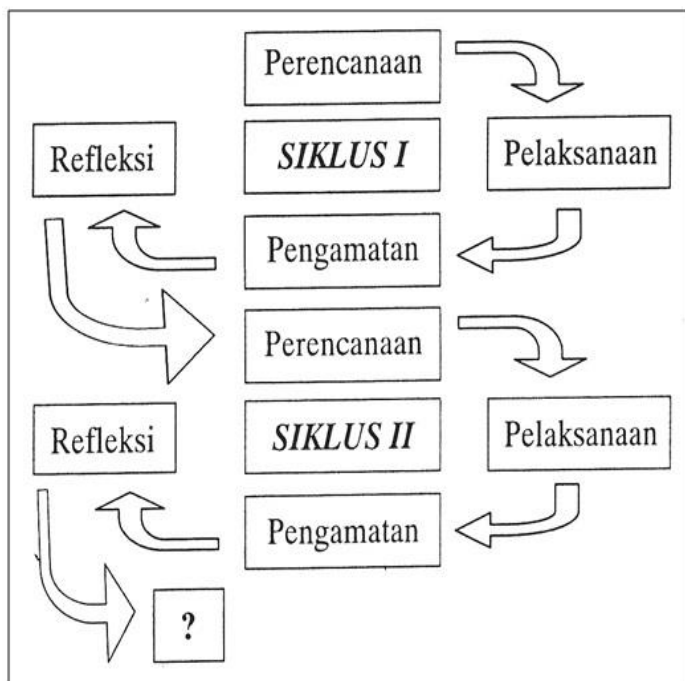 Perencanaan
Refleksi
SIKLUS I
Pelaksanaan
Pengamatan
Perencanaan
Refleksi
SIKLUS II
Pelaksanaan
Pengamatan
?